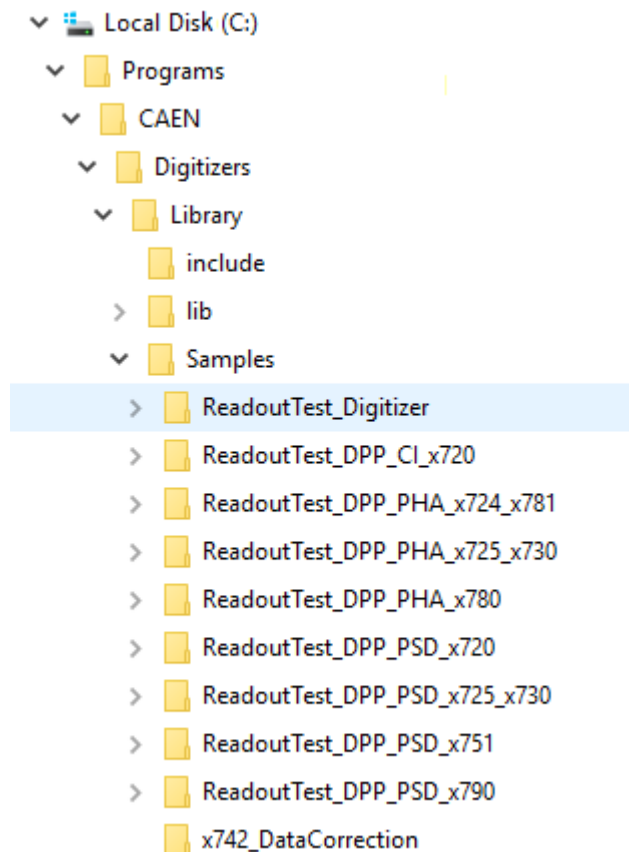 Local Disk (C:)
Programs
CAEN
Digitizers
Library
include
lib
Samples
ReadoutTest_Digitizer
ReadoutTest_DPP_CI_x720
ReadoutTest_DPP_PHA_x724_x781
ReadoutTest_DPP_PHA_x725_x730
ReadoutTest_DPP_PHA_x780
ReadoutTest_DPP_PSD_x720
ReadoutTest_DPP_PSD_x725_x730
ReadoutTest_DPP_PSD_x751
ReadoutTest_DPP_PSD_x790
x742_DataCorrection